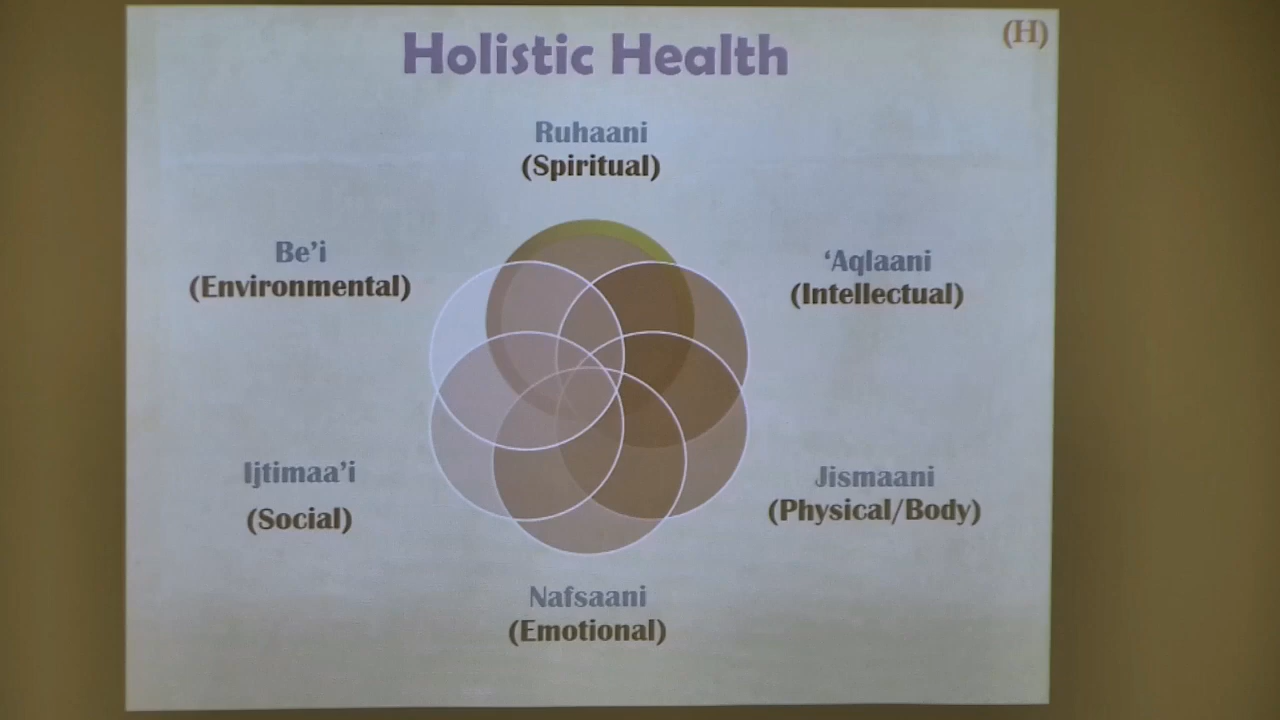 (H)
Holistic Health
Ruhaani
(Spiritual)
Be’i
(Environmental)
‘Aqlaani
(Intellectual)
Ijtimaa’i
(Social)
Jismaani
(Physical/Body)
Nafsaani
(Emotional)